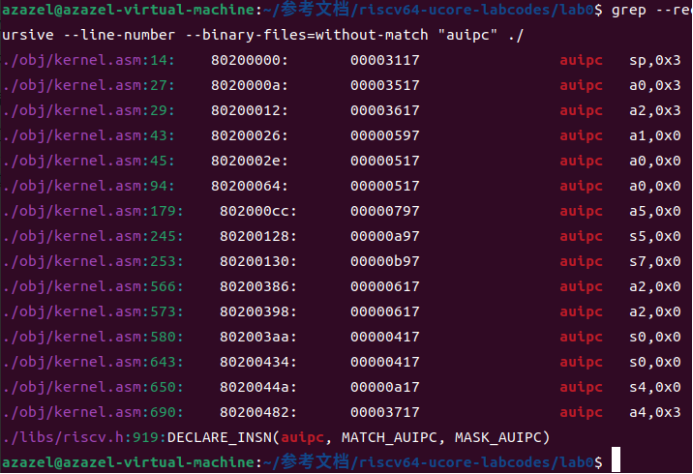 azazel@azazel-virtual-machine:~/参考文档/riscv64-ucore-labcodes/lab0$ grep --rec
ursive --line-number --binary-files=without-match "auipc" ./
./obj/kernel.asm:14:    80200000:       00003117                auipc   sp,0x3
./obj/kernel.asm:27:    8020000a:       00003517                auipc   a0,0x3
./obj/kernel.asm:29:    80200012:       00003617                auipc   a2,0x3
./obj/kernel.asm:43:    80200026:       00000597                auipc   a1,0x0
./obj/kernel.asm:45:    8020002e:       00000517                auipc   a0,0x0
./obj/kernel.asm:94:    80200064:       00000517                auipc   a0,0x0
./obj/kernel.asm:179:    802000cc:       00000797                auipc   a5,0x0
./obj/kernel.asm:245:    80200128:       00000a97                auipc   s5,0x0
./obj/kernel.asm:253:    80200130:       00000b97                auipc   s7,0x0
./obj/kernel.asm:566:    80200386:       00000617                auipc   a2,0x0
./obj/kernel.asm:573:    80200398:       00000617                auipc   a2,0x0
./obj/kernel.asm:580:    802003aa:       00000417                auipc   s0,0x0
./obj/kernel.asm:643:    80200434:       00000417                auipc   s0,0x0
./obj/kernel.asm:650:    8020044a:       00000a17                auipc   s4,0x0
./obj/kernel.asm:690:    80200482:       00003717                auipc   a4,0x3
./libs/riscv.h:919:DECLARE_INSN(auipc, MATCH_AUIPC, MASK_AUIPC)
azazel@azazel-virtual-machine:~/参考文档/riscv64-ucore-labcodes/lab0$